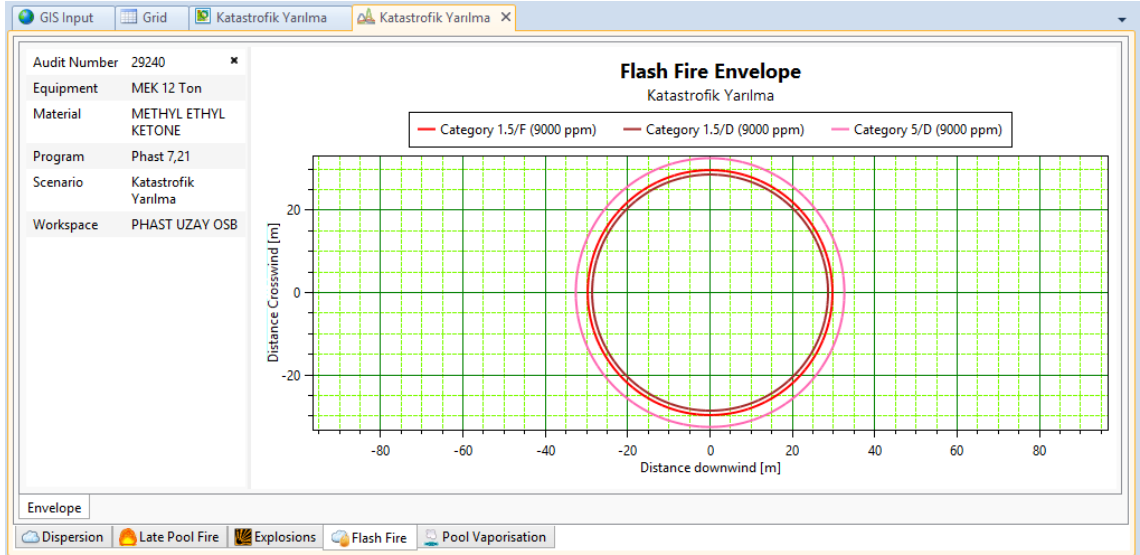 GIS Input Grid Katastrofik Yarılma Katastrofik Yarılma
Audit Number 29240
Equipment MEK 12 Ton
Material METHYL ETHYL
KETONE
Program Phast 7,21
Scenario Katastrofik
Yarılma
Workspace PHAST UZAY OSB
Flash Fire Envelope
Katastrofik Yarılma
Category 1.5/F (9000 ppm) Category 1.5/D (9000 ppm) Category 5/D (9000 ppm)
Distance Crosswind [m]
20
0
-20
-80 -60 -40 -20 0 20 40 60 80
Distance downwind [m]
Envelope
Dispersion Late Pool Fire Explosions Flash Fire Pool Vaporisation